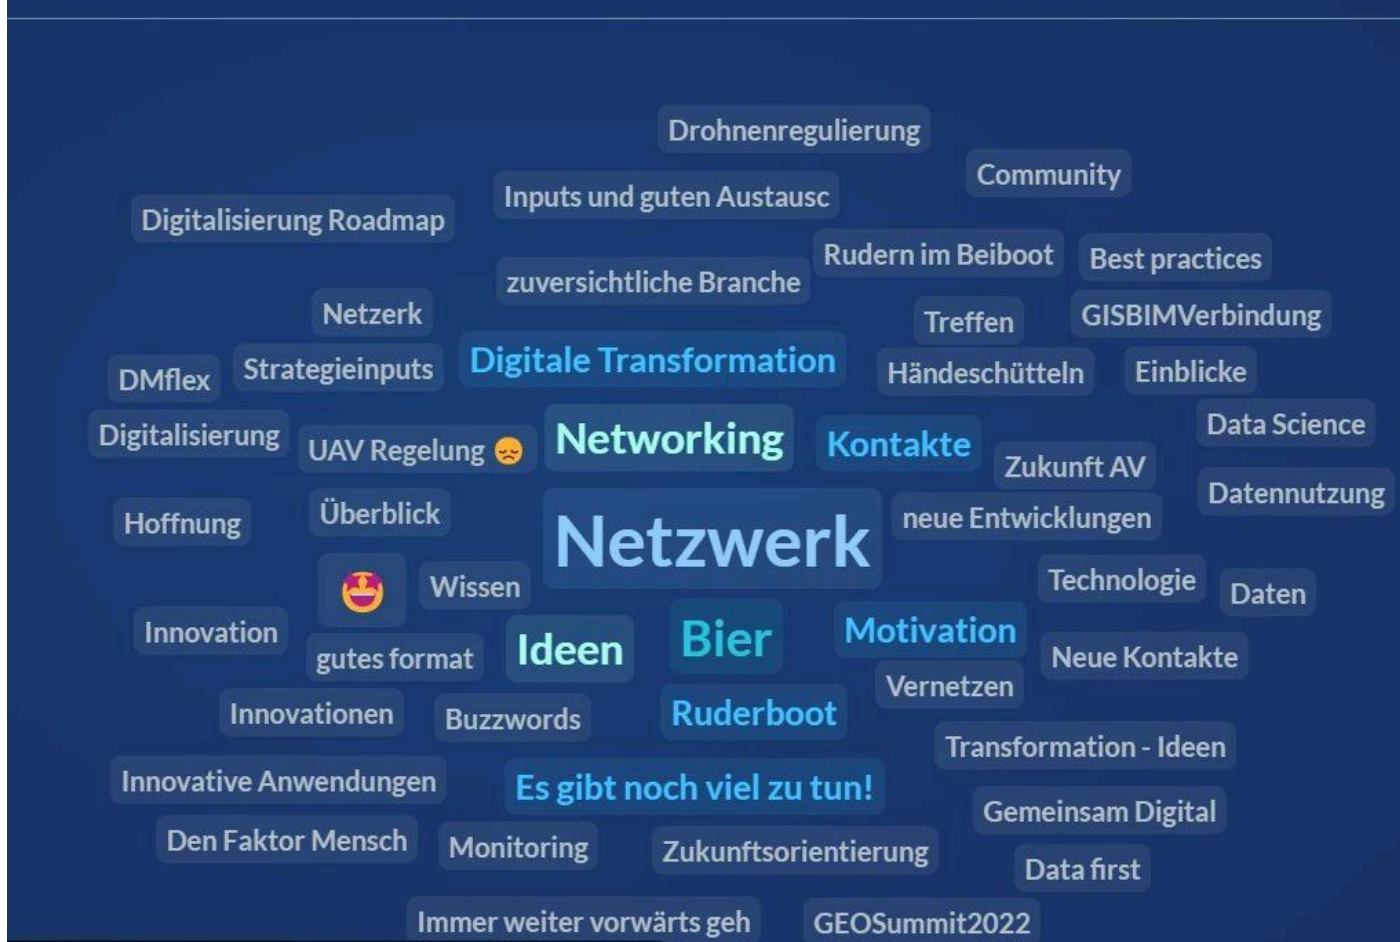 Drohnenregulierung
Community
Inputs und guten Austausc
Digitalisierung Roadmap
Rudern im Beiboot
Best practices
zuversichtliche Branche
Netzerk
Treffen
GISBIMVerbindung
Digitale Transformation
Strategieinputs
DMflex
Händeschütteln
Einblicke
Data Science
Digitalisierung
UAV Regelung 😞
Networking
Kontakte
Zukunft AV
Datennutzung
Hoffnung
Überblick
Netzwerk
neue Entwicklungen
🤩
Wissen
Technologie
Daten
Innovation
gutes format
Ideen
Bier
Motivation
Neue Kontakte
Vernetzen
Innovationen
Buzzwords
Ruderboot
Transformation - Ideen
Innovative Anwendungen
Es gibt noch viel zu tun!
Gemeinsam Digital
Den Faktor Mensch
Monitoring
Zukunftsorientierung
Data first
Immer weiter vorwärts geh
GEOSummit2022